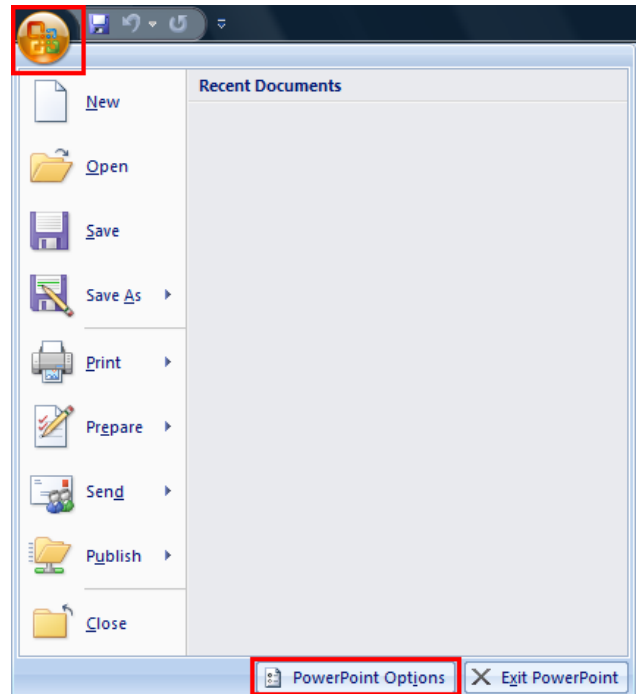 Recent Documents
New
Open
Save
Save As
Print
Prepare
Send
Publish
Close
PowerPoint Options
Exit PowerPoint